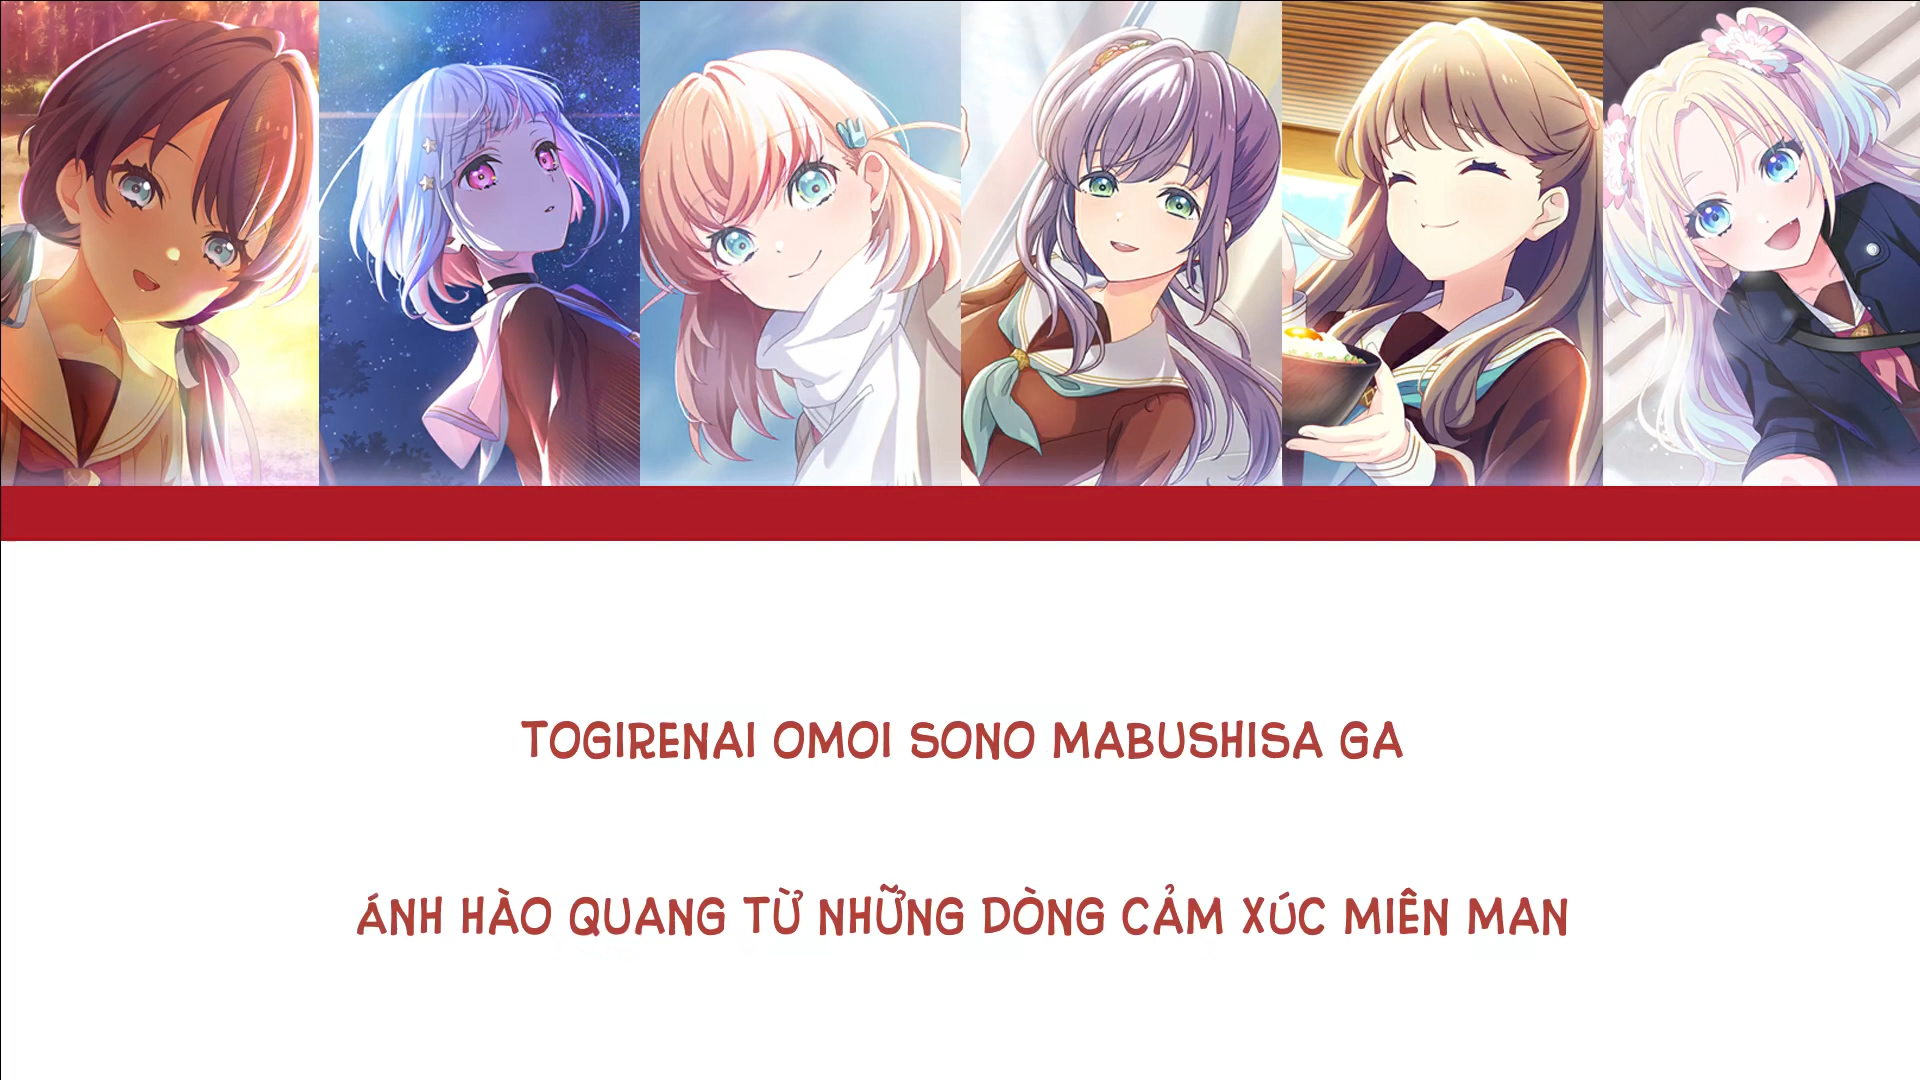 TOGIRENAI OMOI SONO MABUSHISA GA
ÁNH HÀO QUANG TỪ NHỮNG DÒNG CẢM XÚC MIÊN MAN